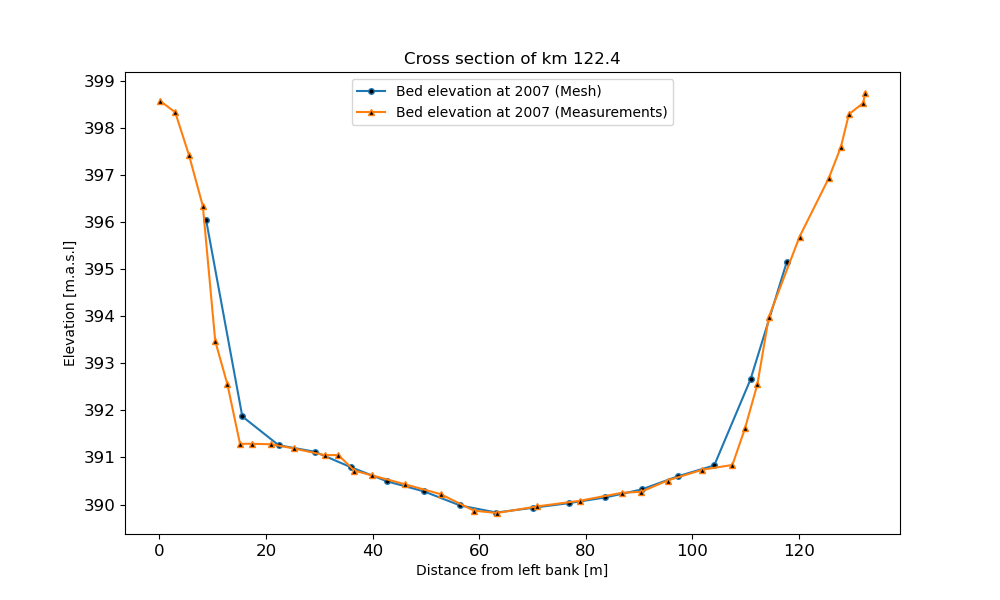 Cross section of km 122.4
Bed elevation at 2007 (Mesh)
Bed elevation at 2007 (Measurements)
Elevation [m.a.s.l]
399
398
397
396
395
394
393
392
391
390
0 20 40 60 80 100 120
Distance from left bank [m]